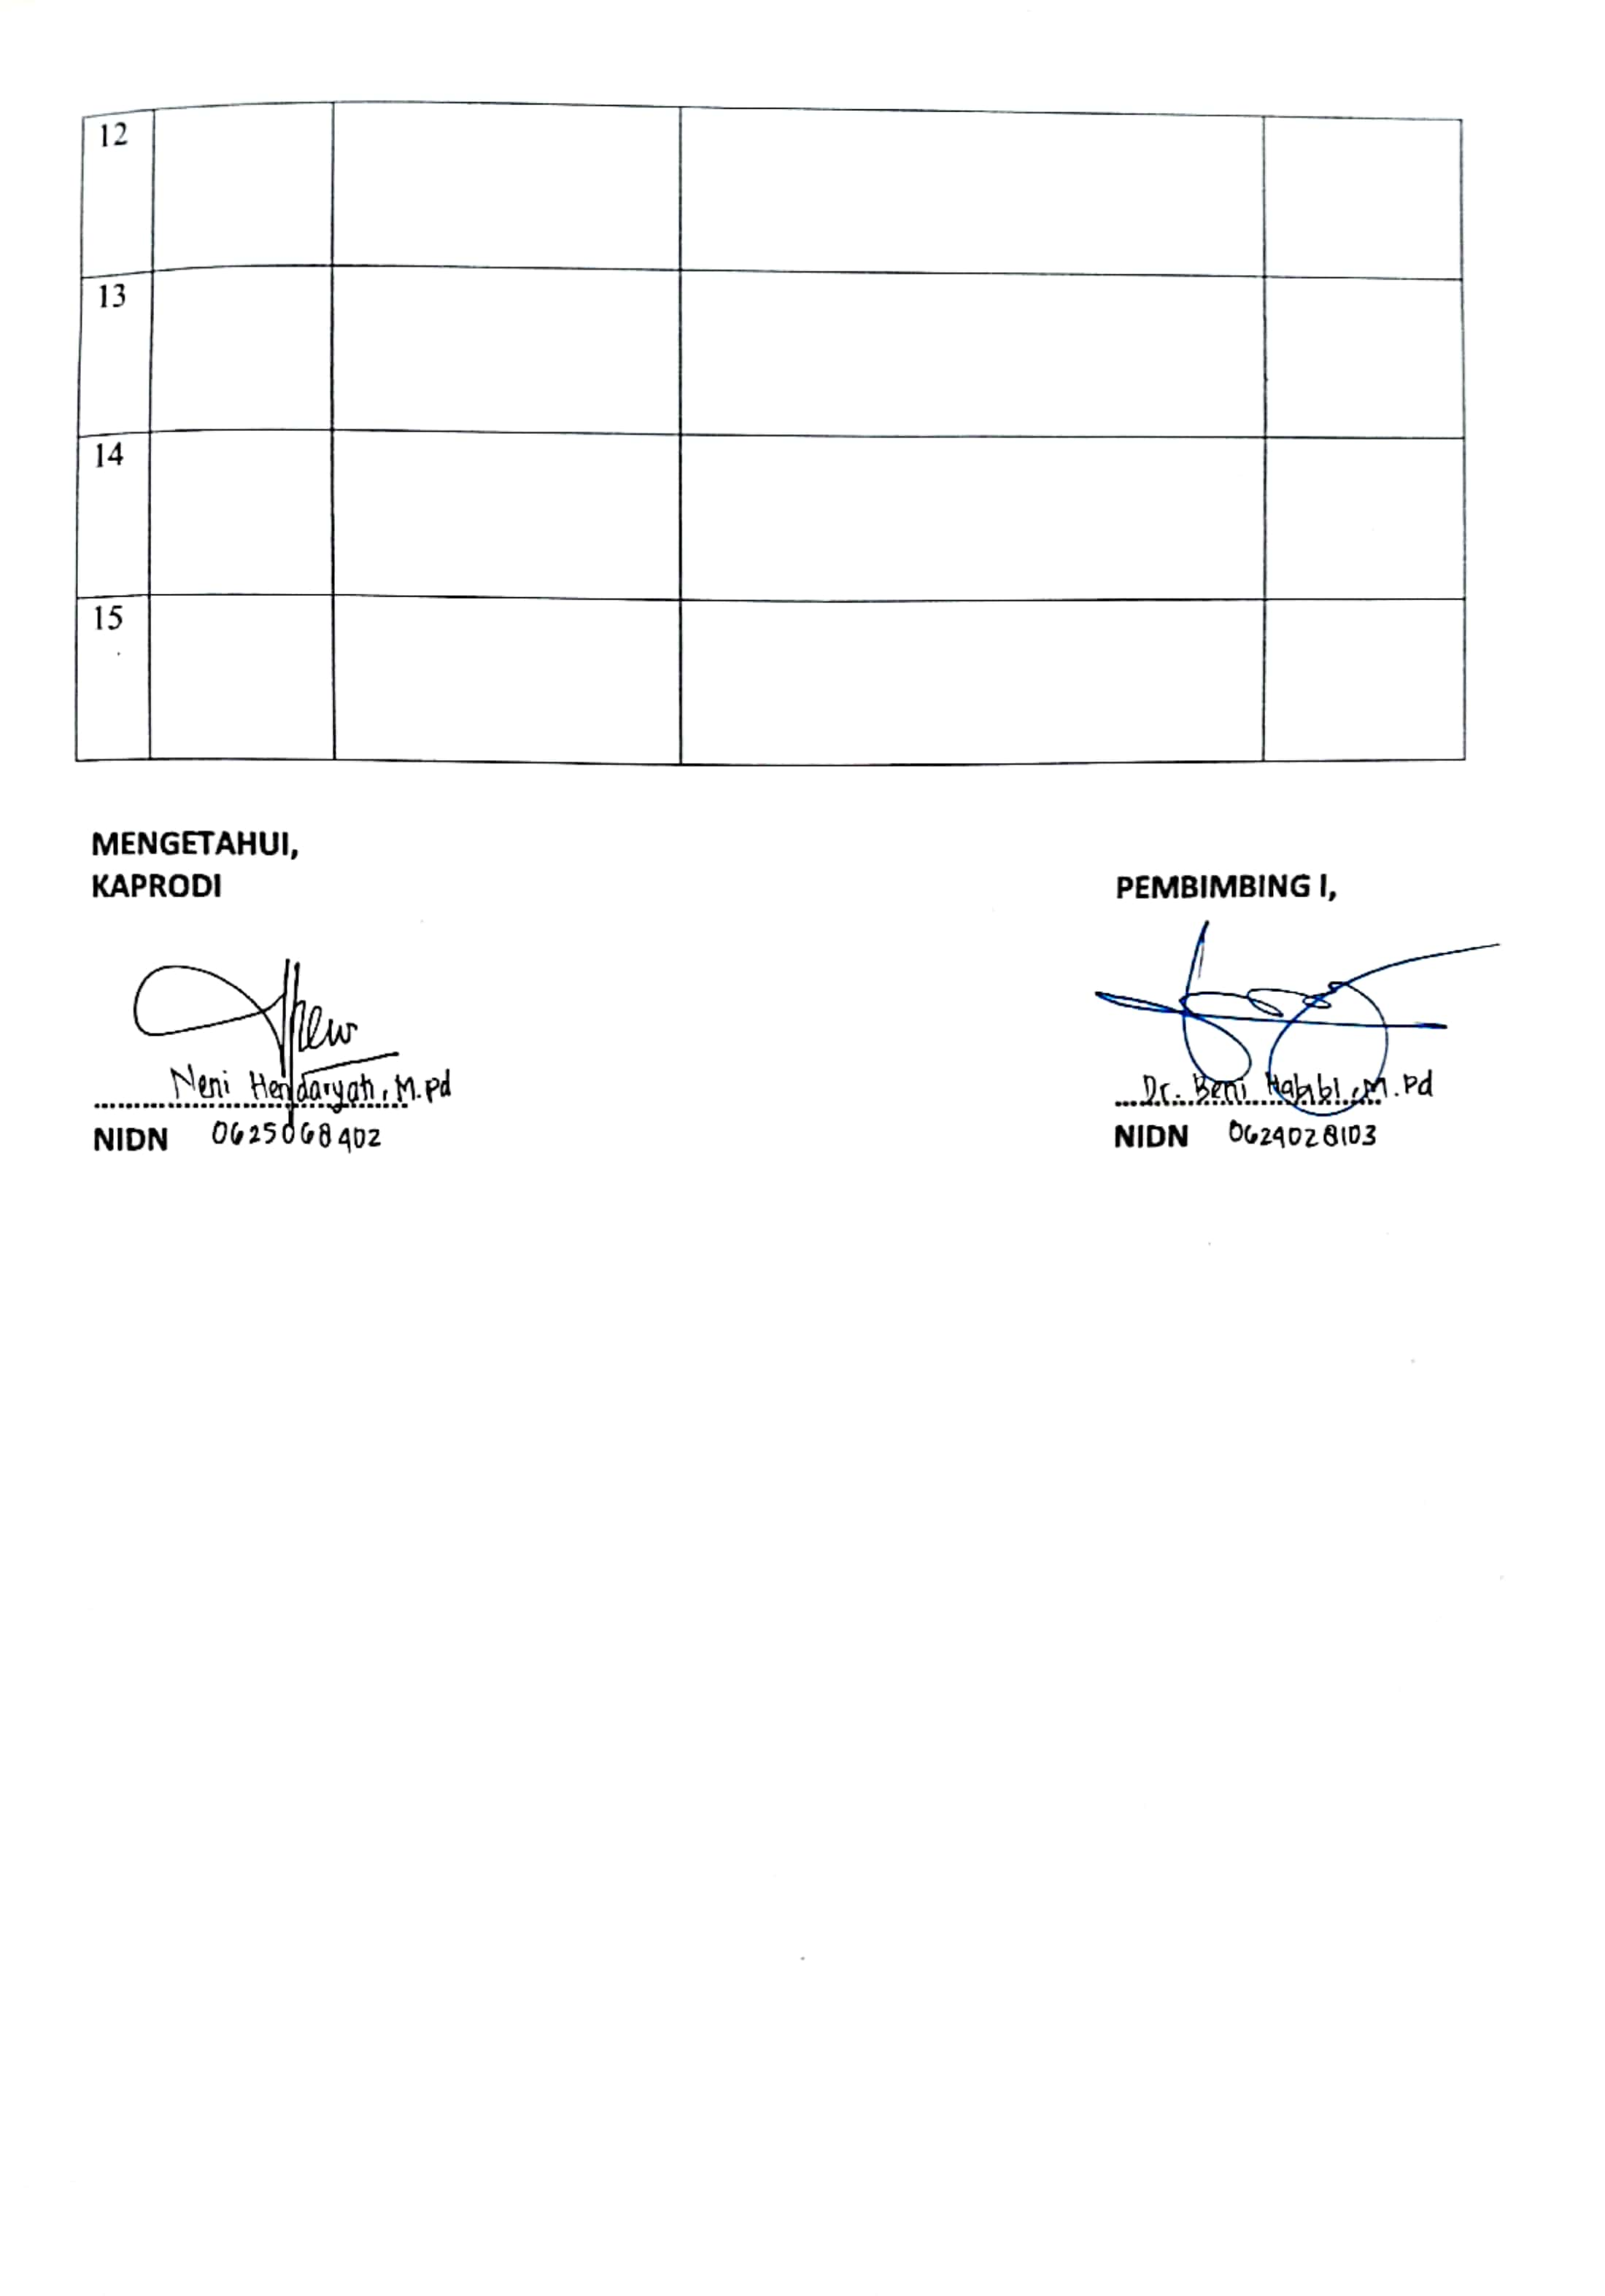 12
13
14
15
MENGETAHUI,
KAPRODI
PEMBIMBING I,
Neni Hendaryati, M.Pd
Dr. Beni Habibi, M.Pd
NIDN 0625068402
NIDN 0624028103